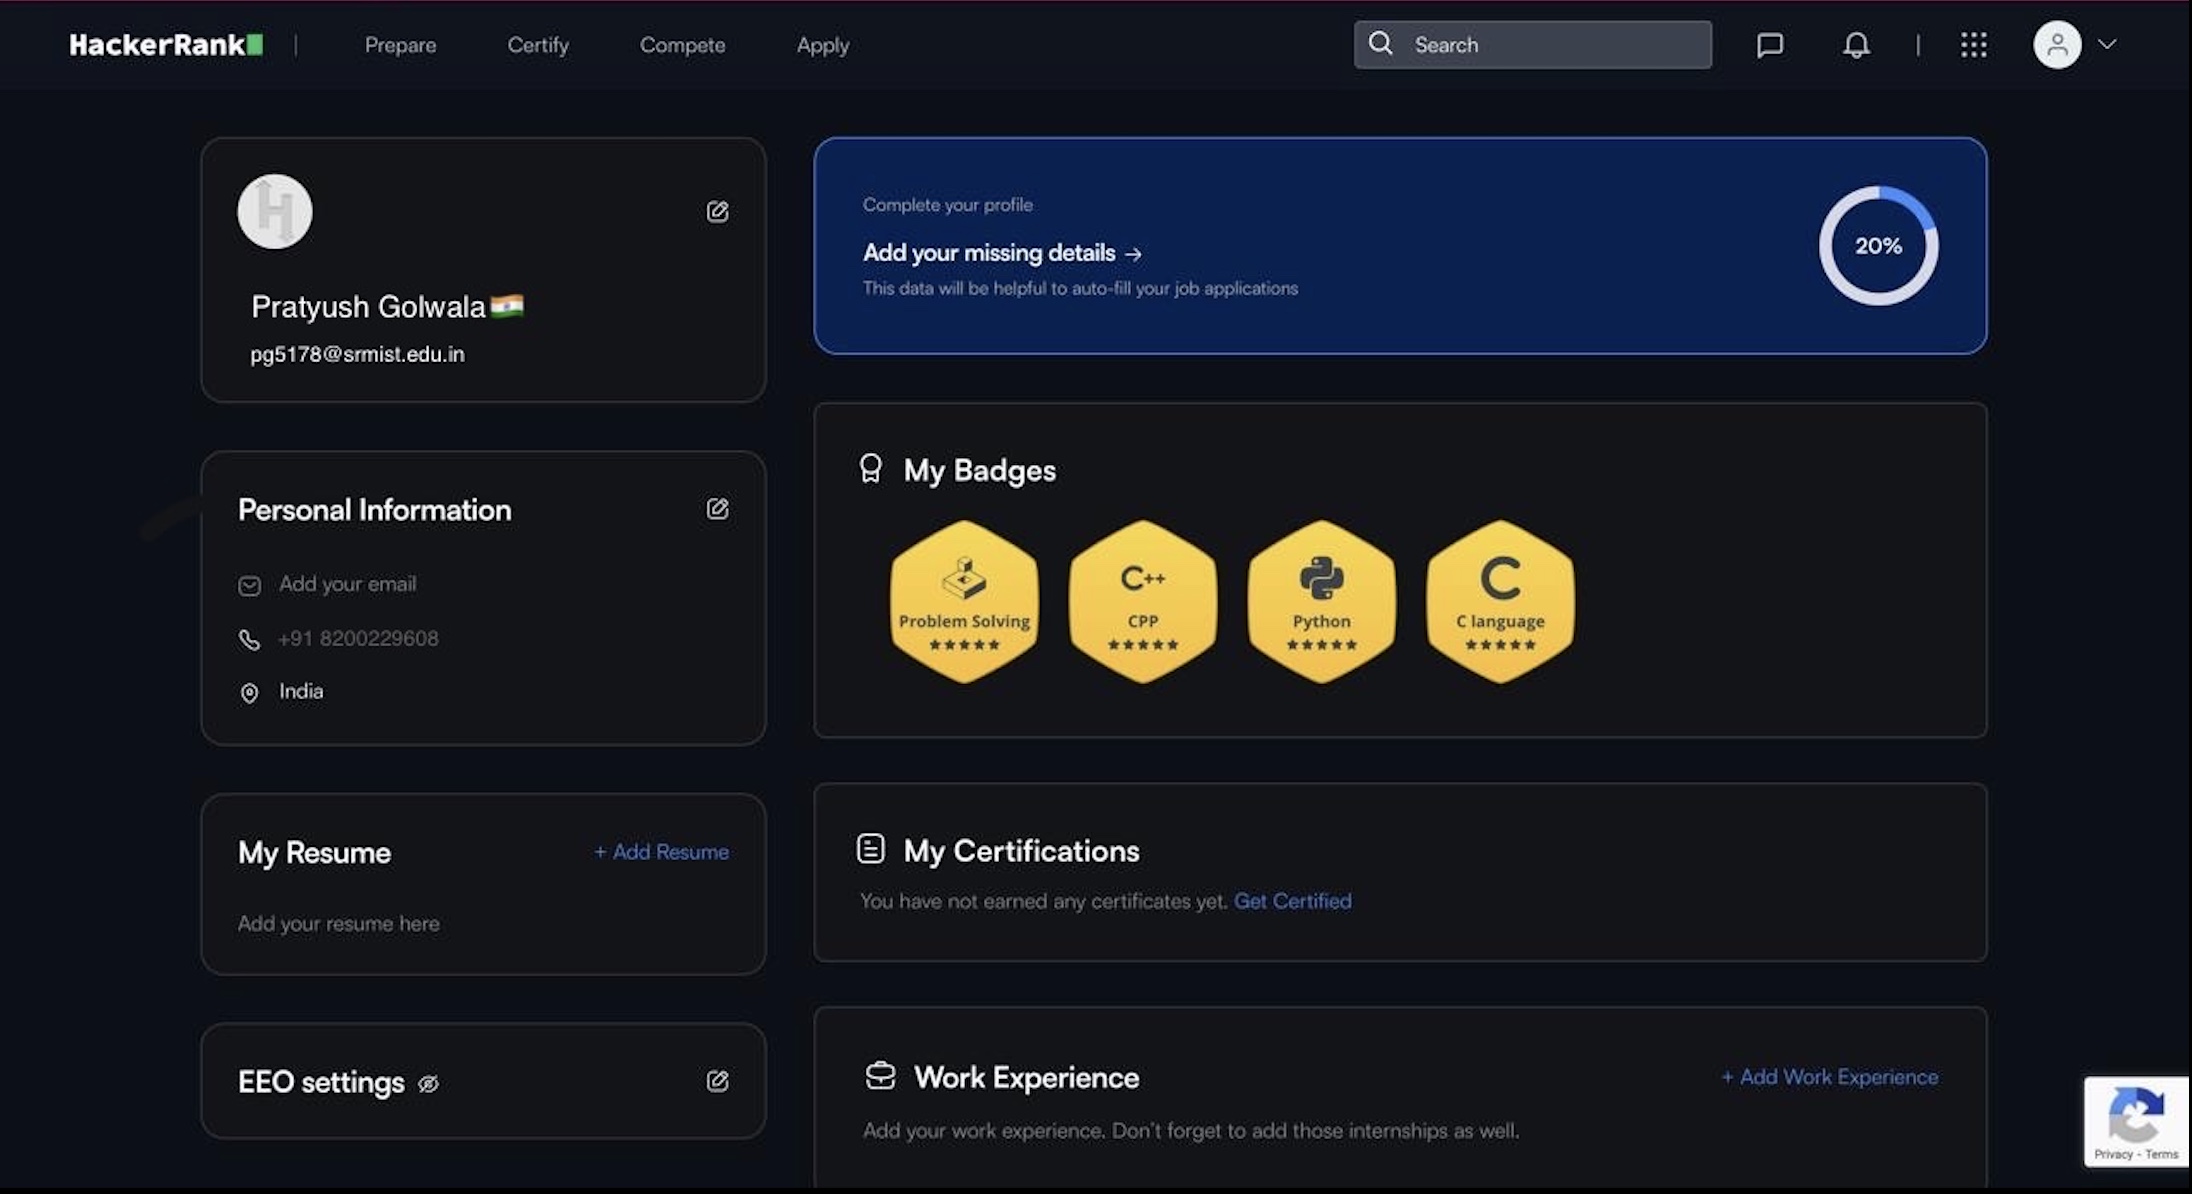 HackerRank
Prepare
Certify
Compete
Apply
Search
Pratyush Golwala
pg5178@srmist.edu.in
Complete your profile
Add your missing details →
This data will be helpful to auto-fill your job applications
20%
Personal Information
Add your email
+91 8200229608
India
My Badges
C++
C
Problem Solving
CPP
Python
C language
My Resume
+ Add Resume
Add your resume here
My Certifications
You have not earned any certificates yet. Get Certified
EEO settings
Work Experience
+ Add Work Experience
Add your work experience. Don't forget to add those internships as well.
Privacy - Terms